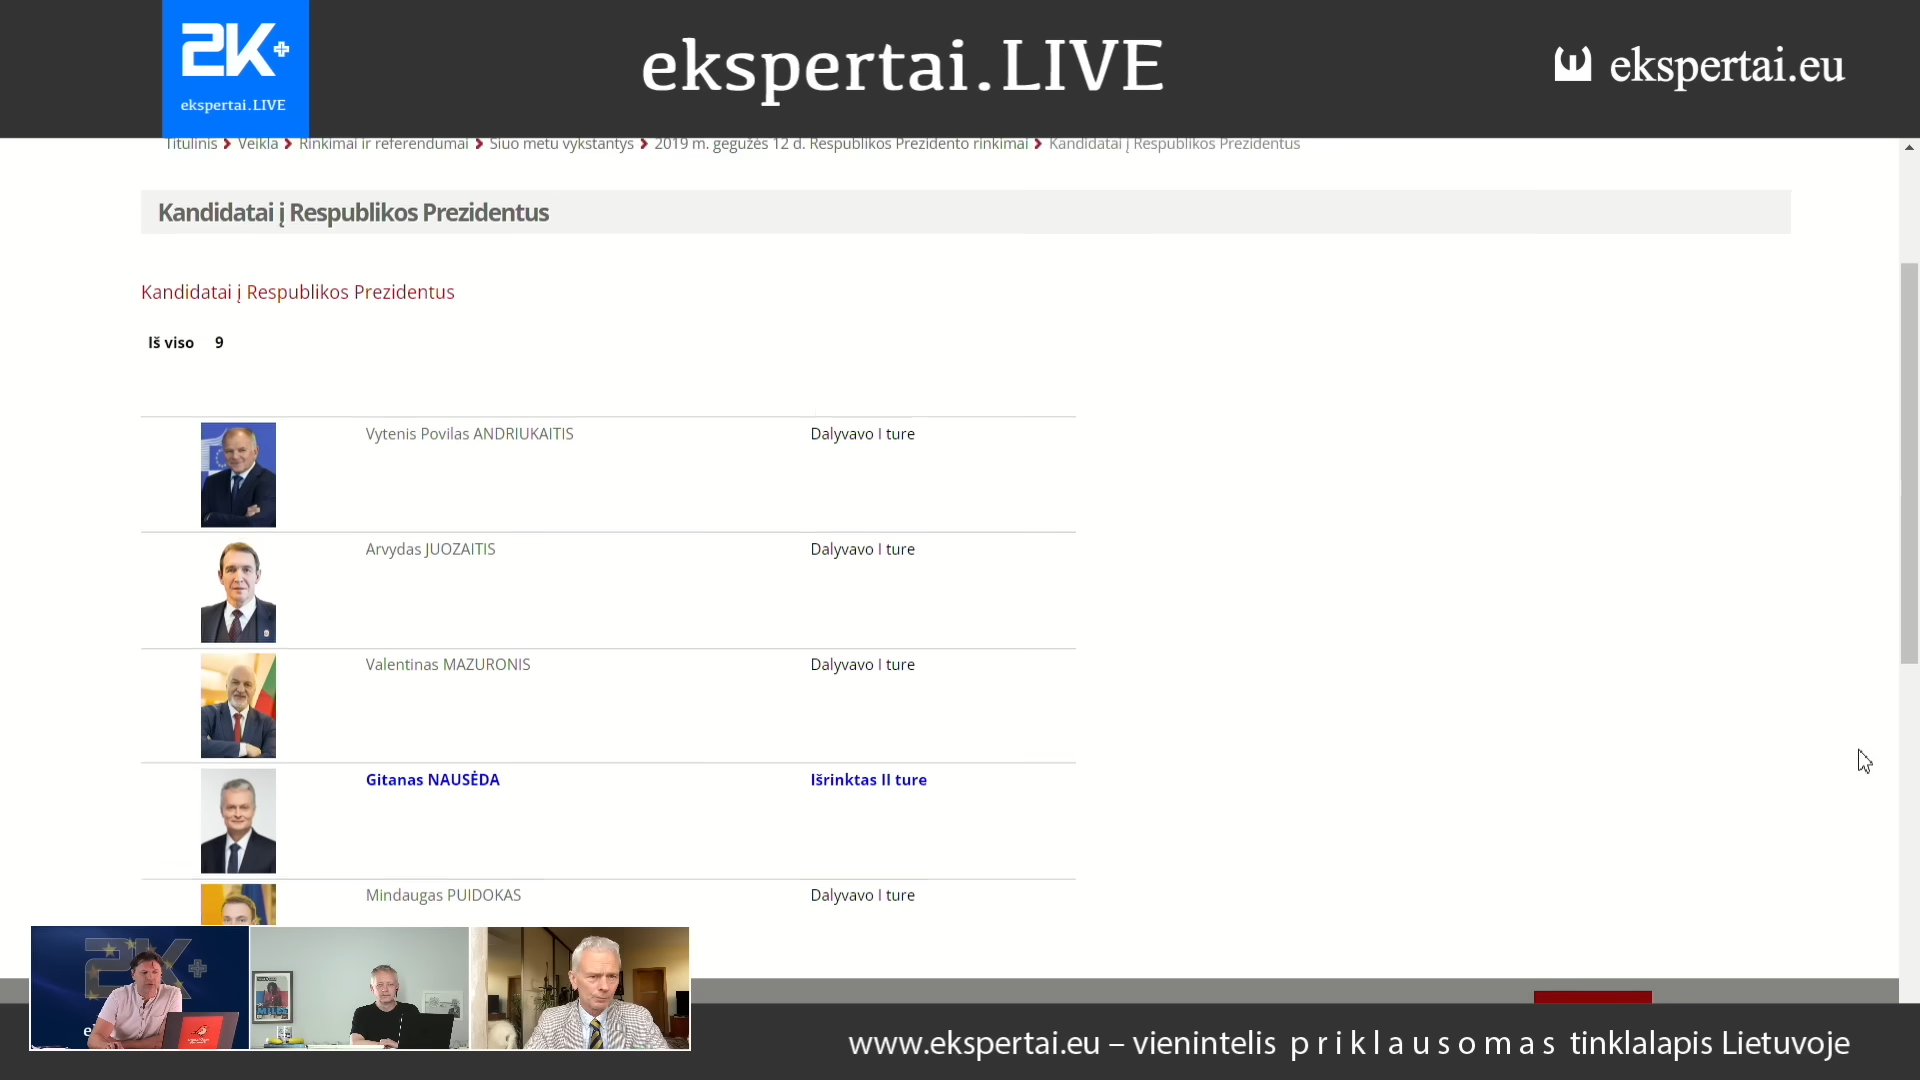 2K+
ekspertai.LIVE
ekspertai.LIVE
ekspertai.eu
Titulinis > Veikla > Rinkimai ir referendumai > Šiuo metu vykstantys > 2019 m. gegužės 12 d. Respublikos Prezidento rinkimai > Kandidatai į Respublikos Prezidentus
Kandidatai į Respublikos Prezidentus
Kandidatai į Respublikos Prezidentus
Iš viso 9
Vytenis Povilas ANDRIUKAITIS Dalyvavo I ture
Arvydas JUOZAITIS Dalyvavo I ture
Valentinas MAZURONIS Dalyvavo I ture
Gitanas NAUSĖDA Išrinktas II ture
Mindaugas PUIDOKAS Dalyvavo I ture
2K+
www.ekspertai.eu – vienintelis p r i k l a u s o m a s tinklalapis Lietuvoje